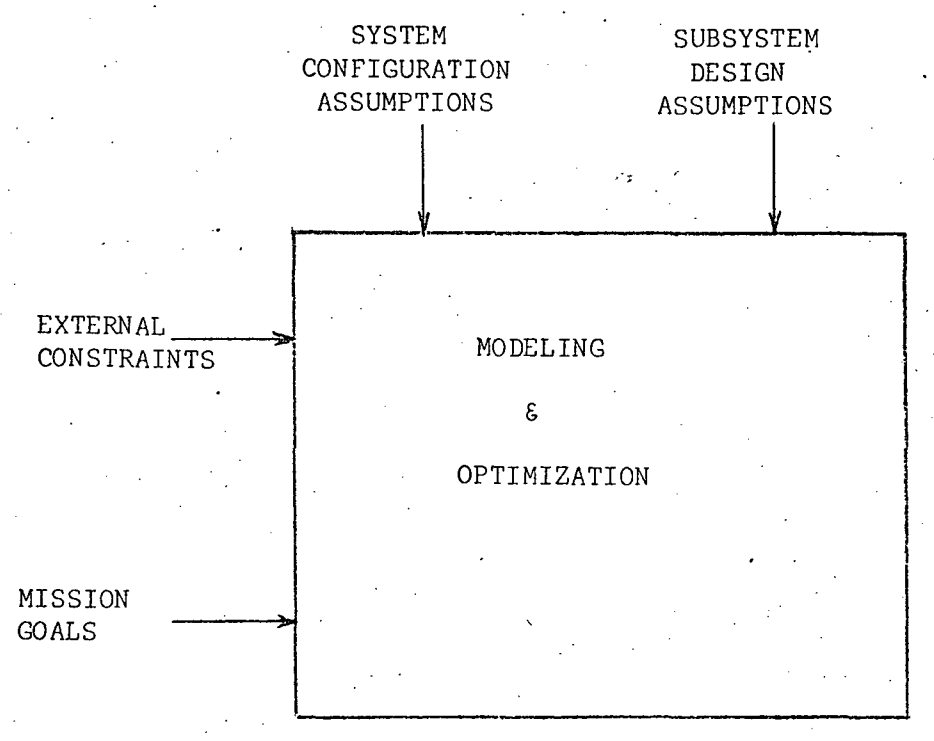 SYSTEM
CONFIGURATION
ASSUMPTIONS
SUBSYSTEM
DESIGN
ASSUMPTIONS
EXTERNAL
CONSTRAINTS
MODELING
&
OPTIMIZATION
MISSION
GOALS